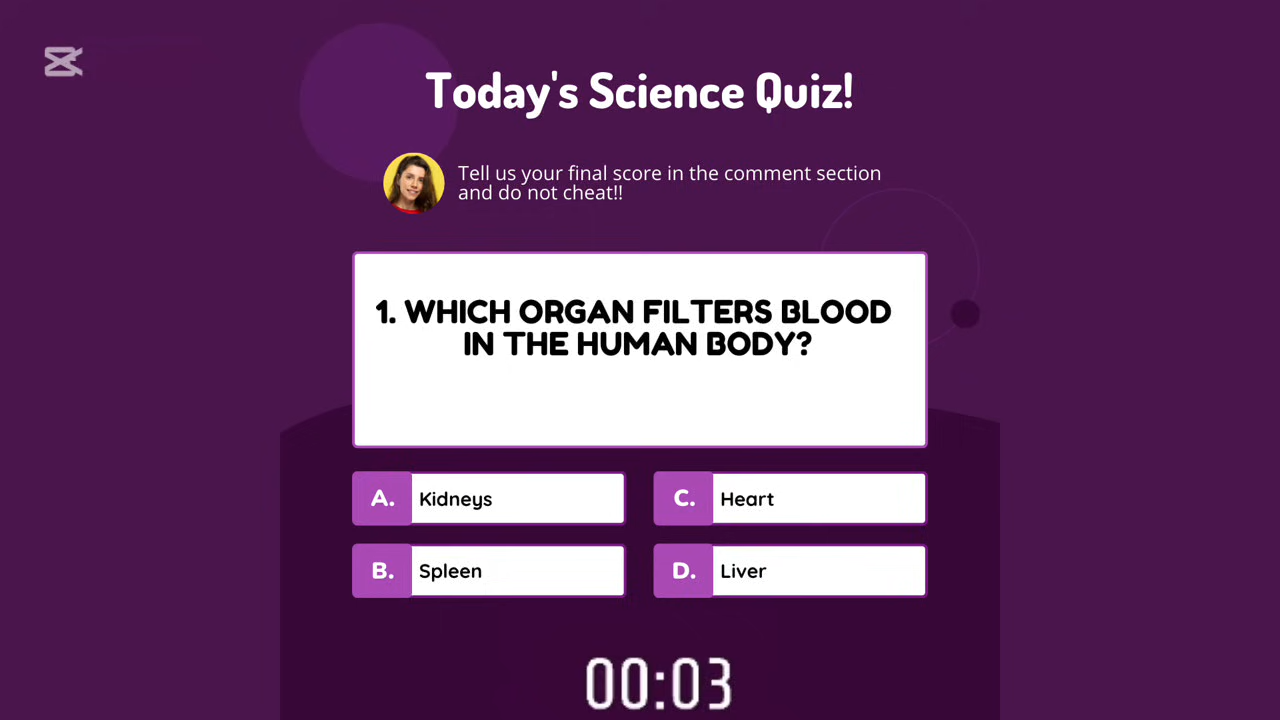 Today's Science Quiz!
Tell us your final score in the comment section
and do not cheat!!
1. WHICH ORGAN FILTERS BLOOD
IN THE HUMAN BODY?
A. Kidneys
C. Heart
B. Spleen
D. Liver
00:03